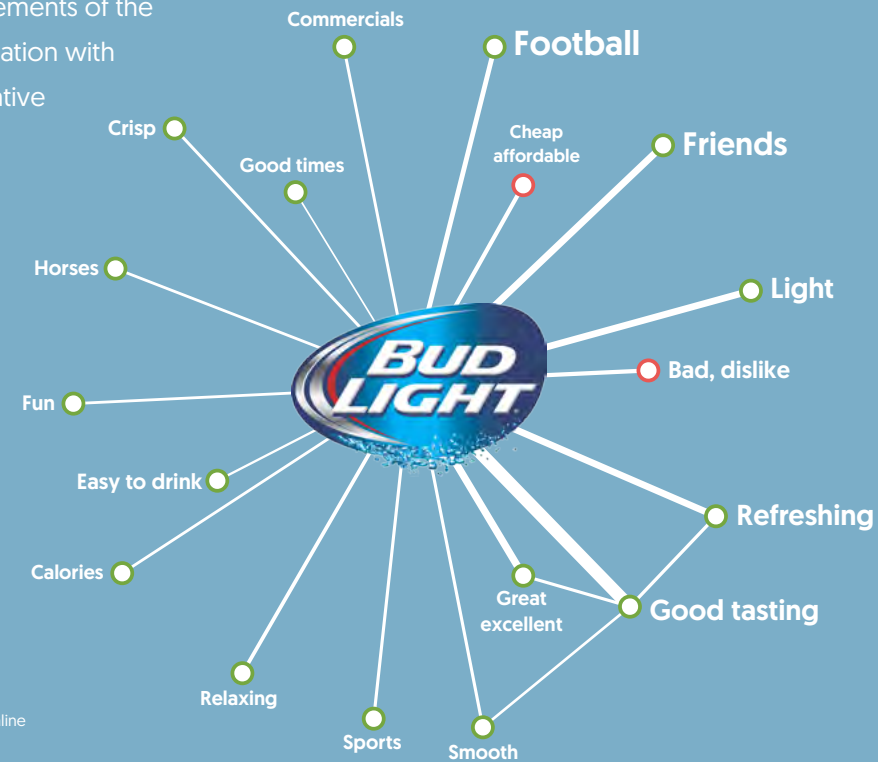 ements of the
ation with
ative
Commercials
Football
Crisp
Cheap
affordable
Friends
Good times
Horses
Light
BUD
LIGHT
Bad, dislike
Fun
Easy to drink
Refreshing
Calories
Great
excellent
Good tasting
Relaxing
line
Sports
Smooth